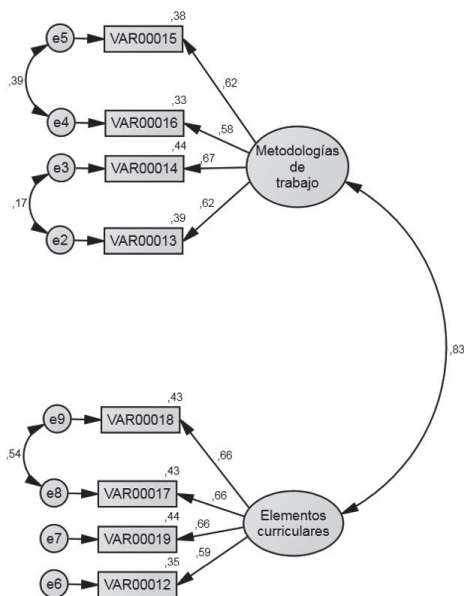 ,38
e5
VAR00015
,39
,62
,33
e4
VAR00016
,58
Metodologías
de
trabajo
,44
e3
VAR00014
,67
,17
,62
,39
e2
VAR00013
,83
,43
e9
VAR00018
,54
,66
,43
e8
VAR00017
,66
Elementos
curriculares
,44
e7
VAR00019
,66
,59
,35
e6
VAR00012